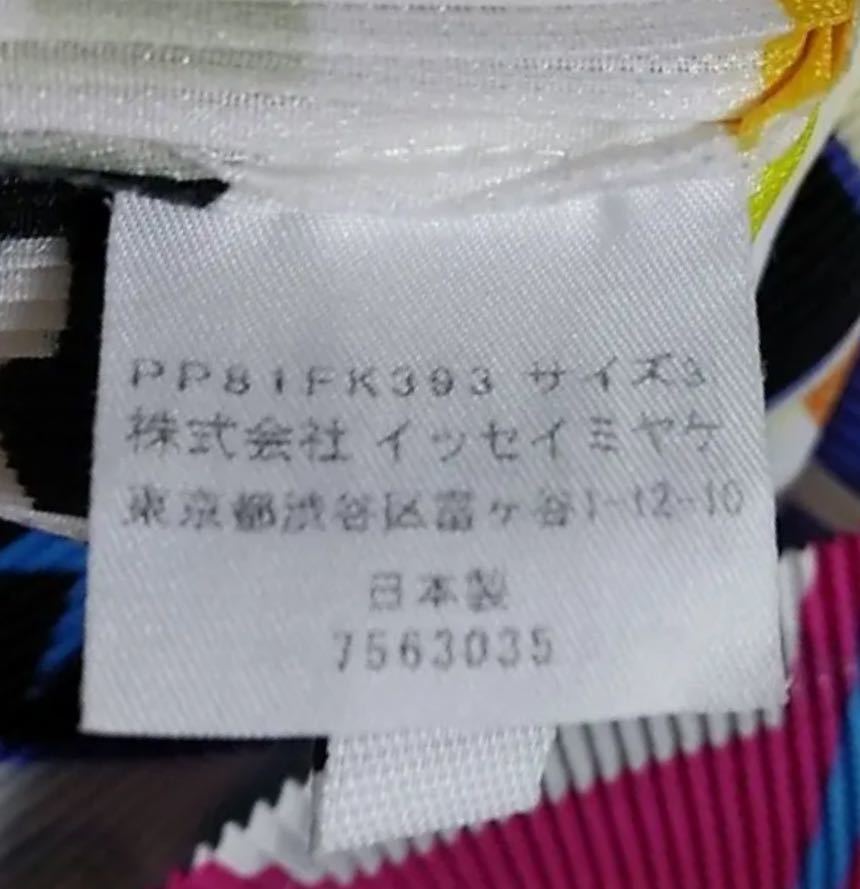 PP81FK393 サイズ3
株式会社 イッセイミヤケ
東京都渋谷区富ヶ谷1-12-10
日本製
7563035